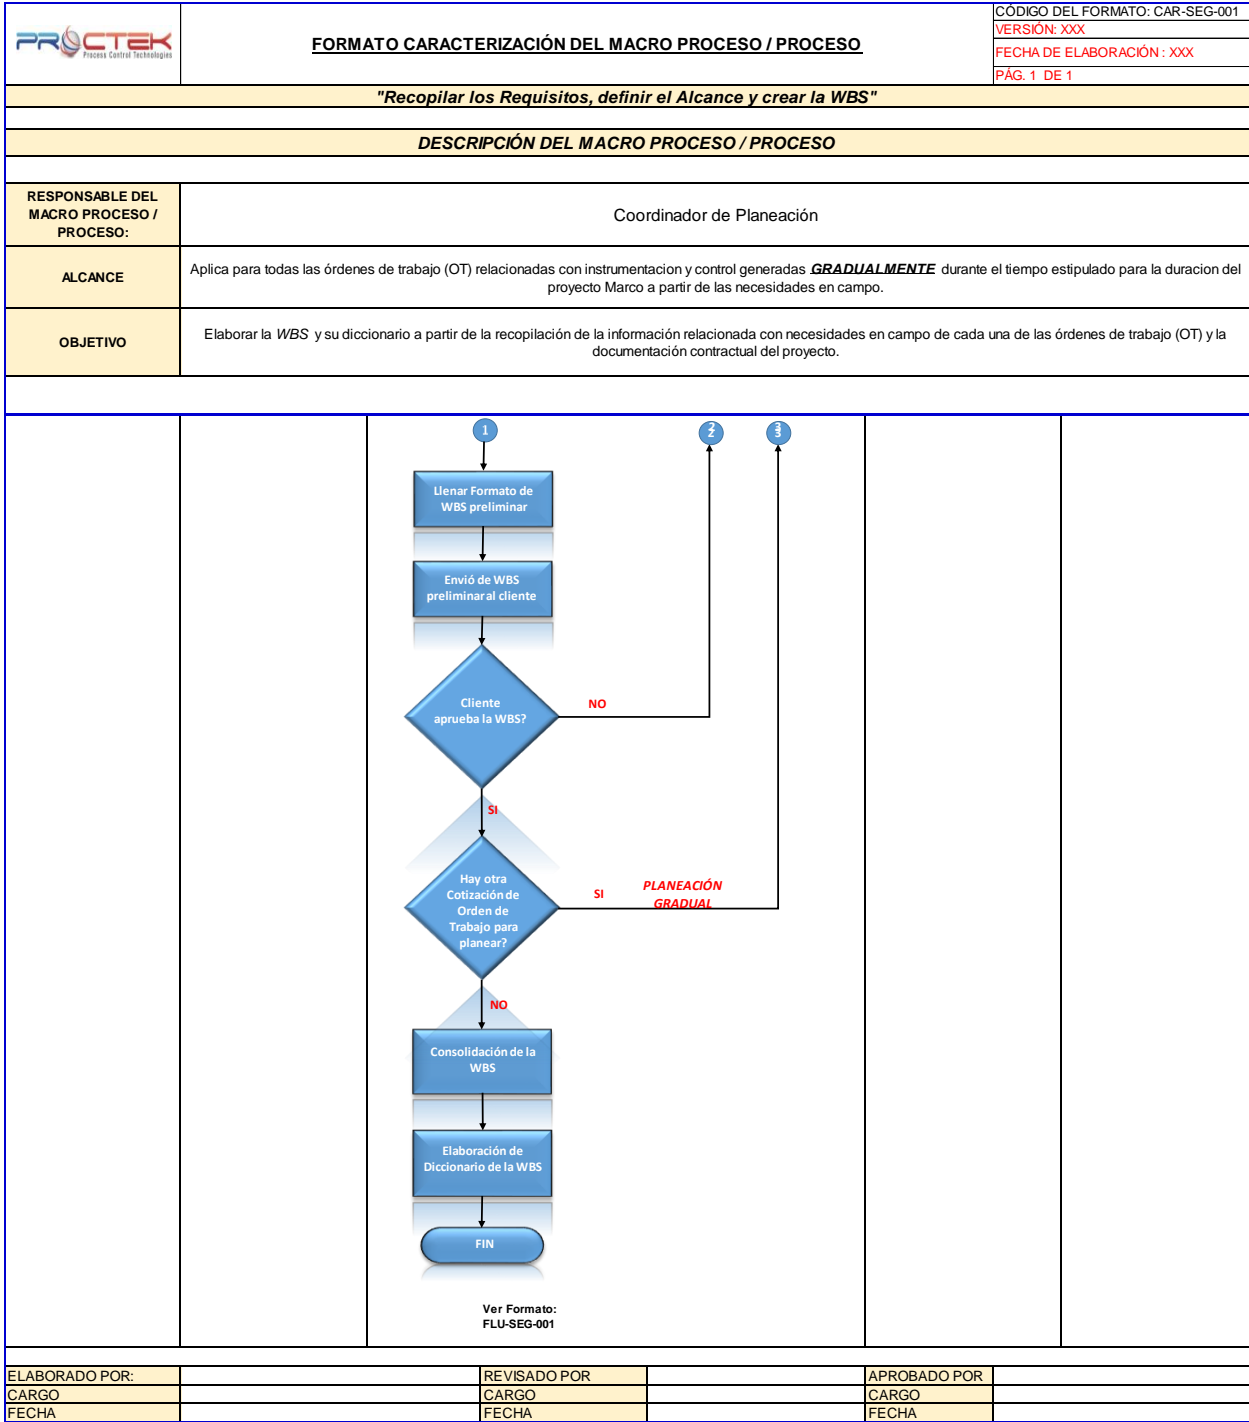 PROCTEK
Process Control Technologies
FORMATO CARACTERIZACIÓN DEL MACRO PROCESO / PROCESO
CÓDIGO DEL FORMATO: CAR-SEG-001
VERSIÓN: XXX
FECHA DE ELABORACIÓN : XXX
PÁG. 1 DE 1
"Recopilar los Requisitos, definir el Alcance y crear la WBS"
DESCRIPCIÓN DEL MACRO PROCESO / PROCESO
RESPONSABLE DEL
MACRO PROCESO /
PROCESO:
Coordinador de Planeación
ALCANCE
Aplica para todas las órdenes de trabajo (OT) relacionadas con instrumentacion y control generadas GRADUALMENTE durante el tiempo estipulado para la duracion del
proyecto Marco a partir de las necesidades en campo.
OBJETIVO
Elaborar la WBS y su diccionario a partir de la recopilación de la información relacionada con necesidades en campo de cada una de las órdenes de trabajo (OT) y la
documentación contractual del proyecto.
1
2
3
Llenar Formato de
WBS preliminar
Envió de WBS
preliminar al cliente
Cliente
aprueba la WBS?
NO
SI
Hay otra
Cotización de
Orden de
Trabajo para
planear?
SI
PLANEACIÓN
GRADUAL
NO
Consolidación de la
WBS
Elaboración de
Diccionario de la WBS
FIN
Ver Formato:
FLU-SEG-001
ELABORADO POR:
REVISADO POR
APROBADO POR
CARGO
CARGO
CARGO
FECHA
FECHA
FECHA